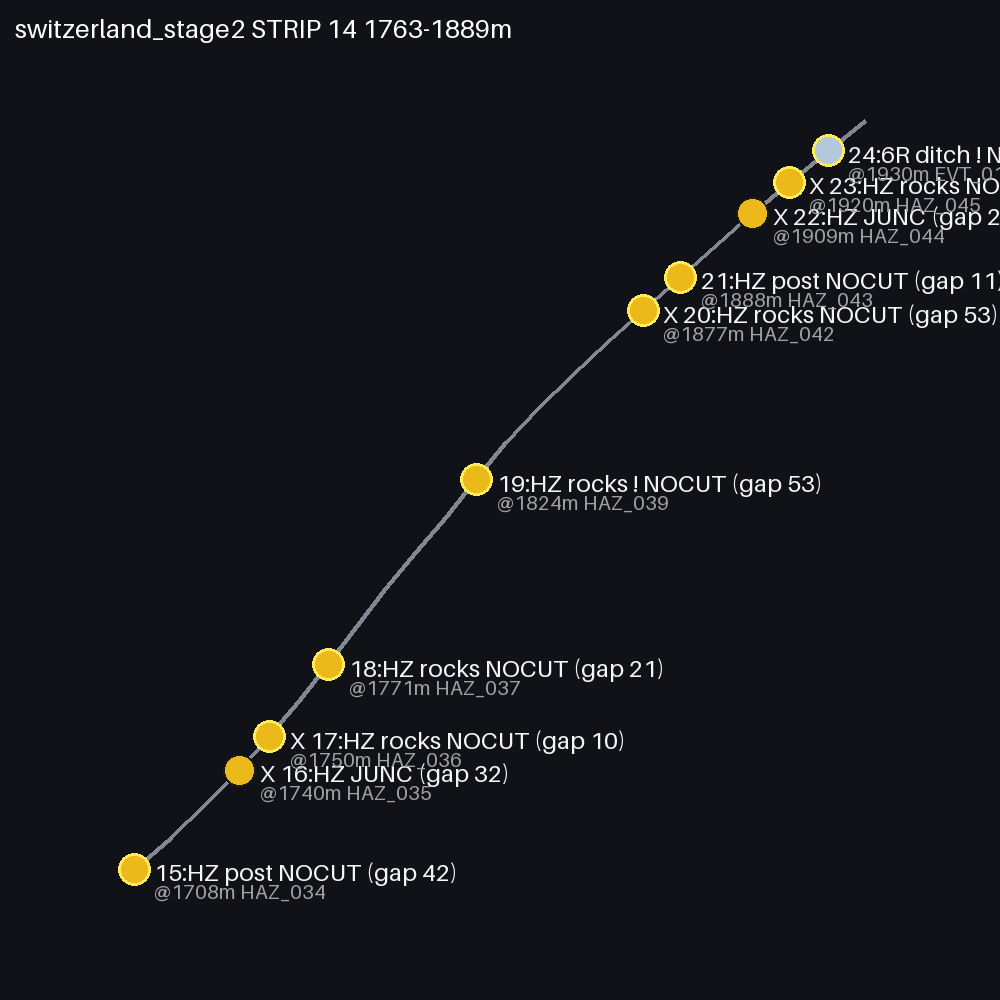 switzerland_stage2 STRIP 14 1763-1889m
24:6R ditch ! N
@1930m EVT_01
X 23:HZ rocks NO
@1920m HAZ_045
X 22:HZ JUNC (gap 2
@1909m HAZ_044
21:HZ post NOCUT (gap 11)
@1888m HAZ_043
X 20:HZ rocks NOCUT (gap 53)
@1877m HAZ_042
19:HZ rocks ! NOCUT (gap 53)
@1824m HAZ_039
18:HZ rocks NOCUT (gap 21)
@1771m HAZ_037
X 17:HZ rocks NOCUT (gap 10)
@1750m HAZ_036
X 16:HZ JUNC (gap 32)
@1740m HAZ_035
15:HZ post NOCUT (gap 42)
@1708m HAZ_034